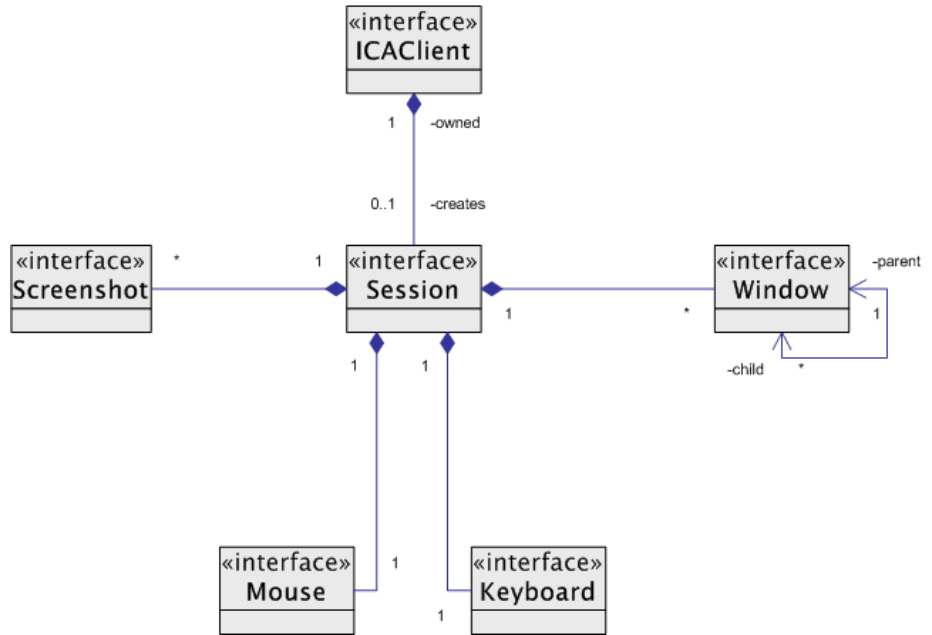 «interface»
ICAClient
1 -owned
0..1 -creates
«interface»
Screenshot
* 1
«interface»
Session
1 *
«interface»
Window
-parent
1
-child *
1 1
«interface»
Mouse
1
«interface»
Keyboard
1